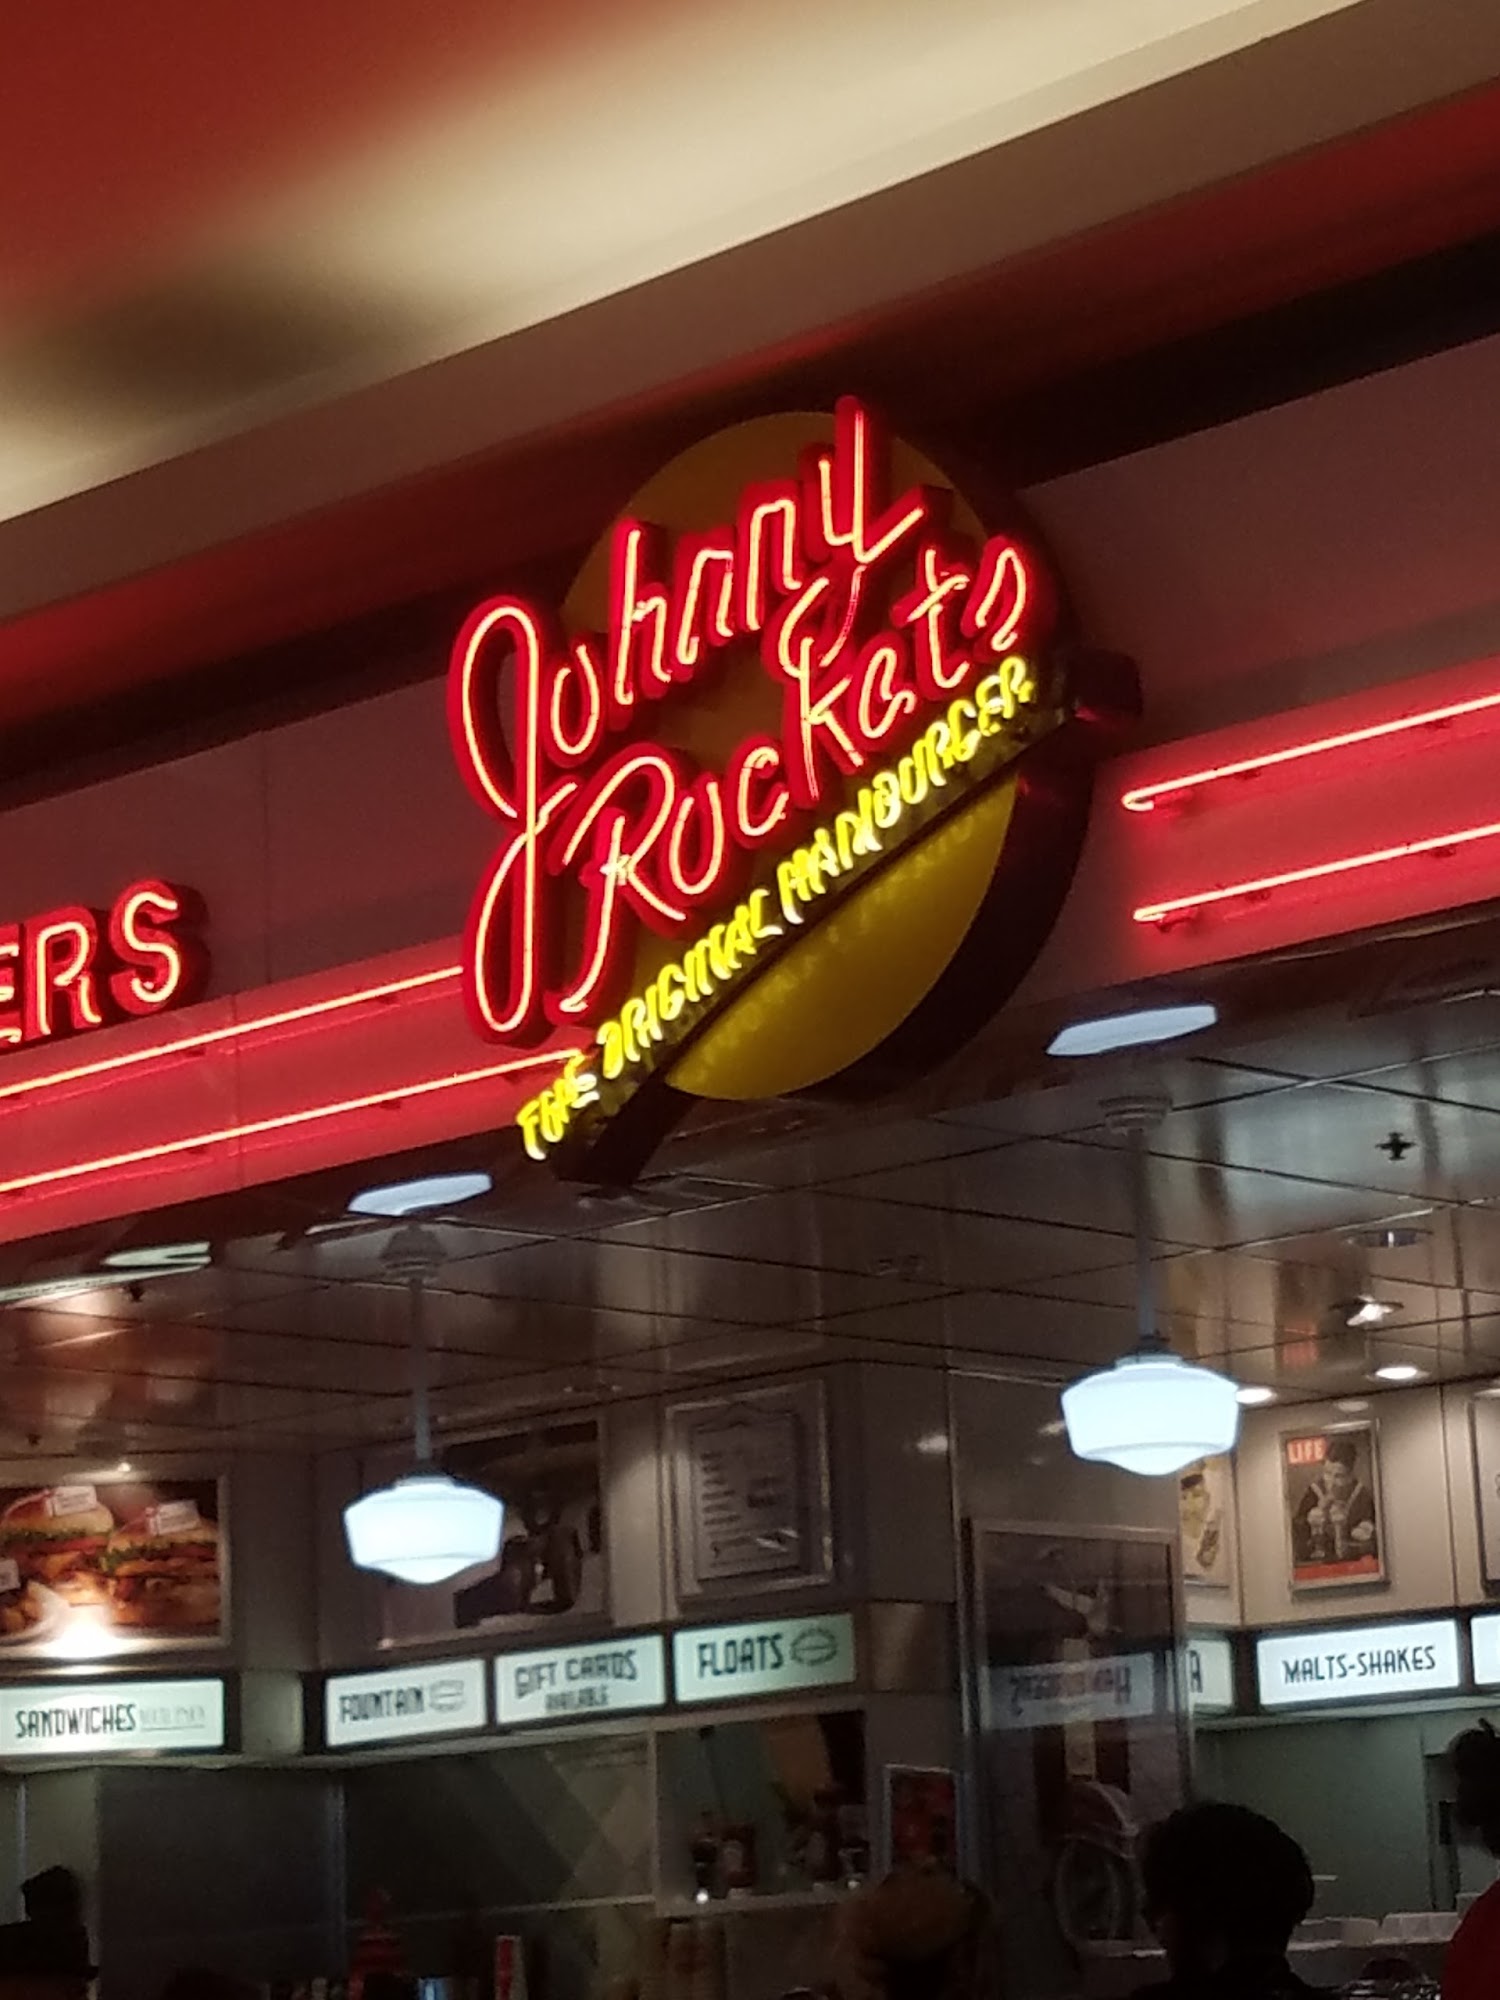 Johnny
Rockets
THE ORIGINAL HAMBURGER
ERS
LIFE
SANDWICHES
FOUNTAIN
GIFT CARDS
AVAILABLE
FLOATS
MALTS-SHAKES